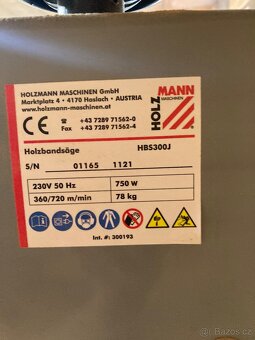 HOLZMANN MASCHINEN GmbH
Marktplatz 4 • 4170 Haslach • AUSTRIA
www.holzmann-maschinen.at
CE
☎ +43 7289 71562-0
Fax +43 7289 71562-4
HOLZ
MANN
MASCHINEN
Holzbandsäge HBS300J
S/N 01165 1121
230V 50 Hz 750 W
360/720 m/min 78 kg
Int. #: 300193